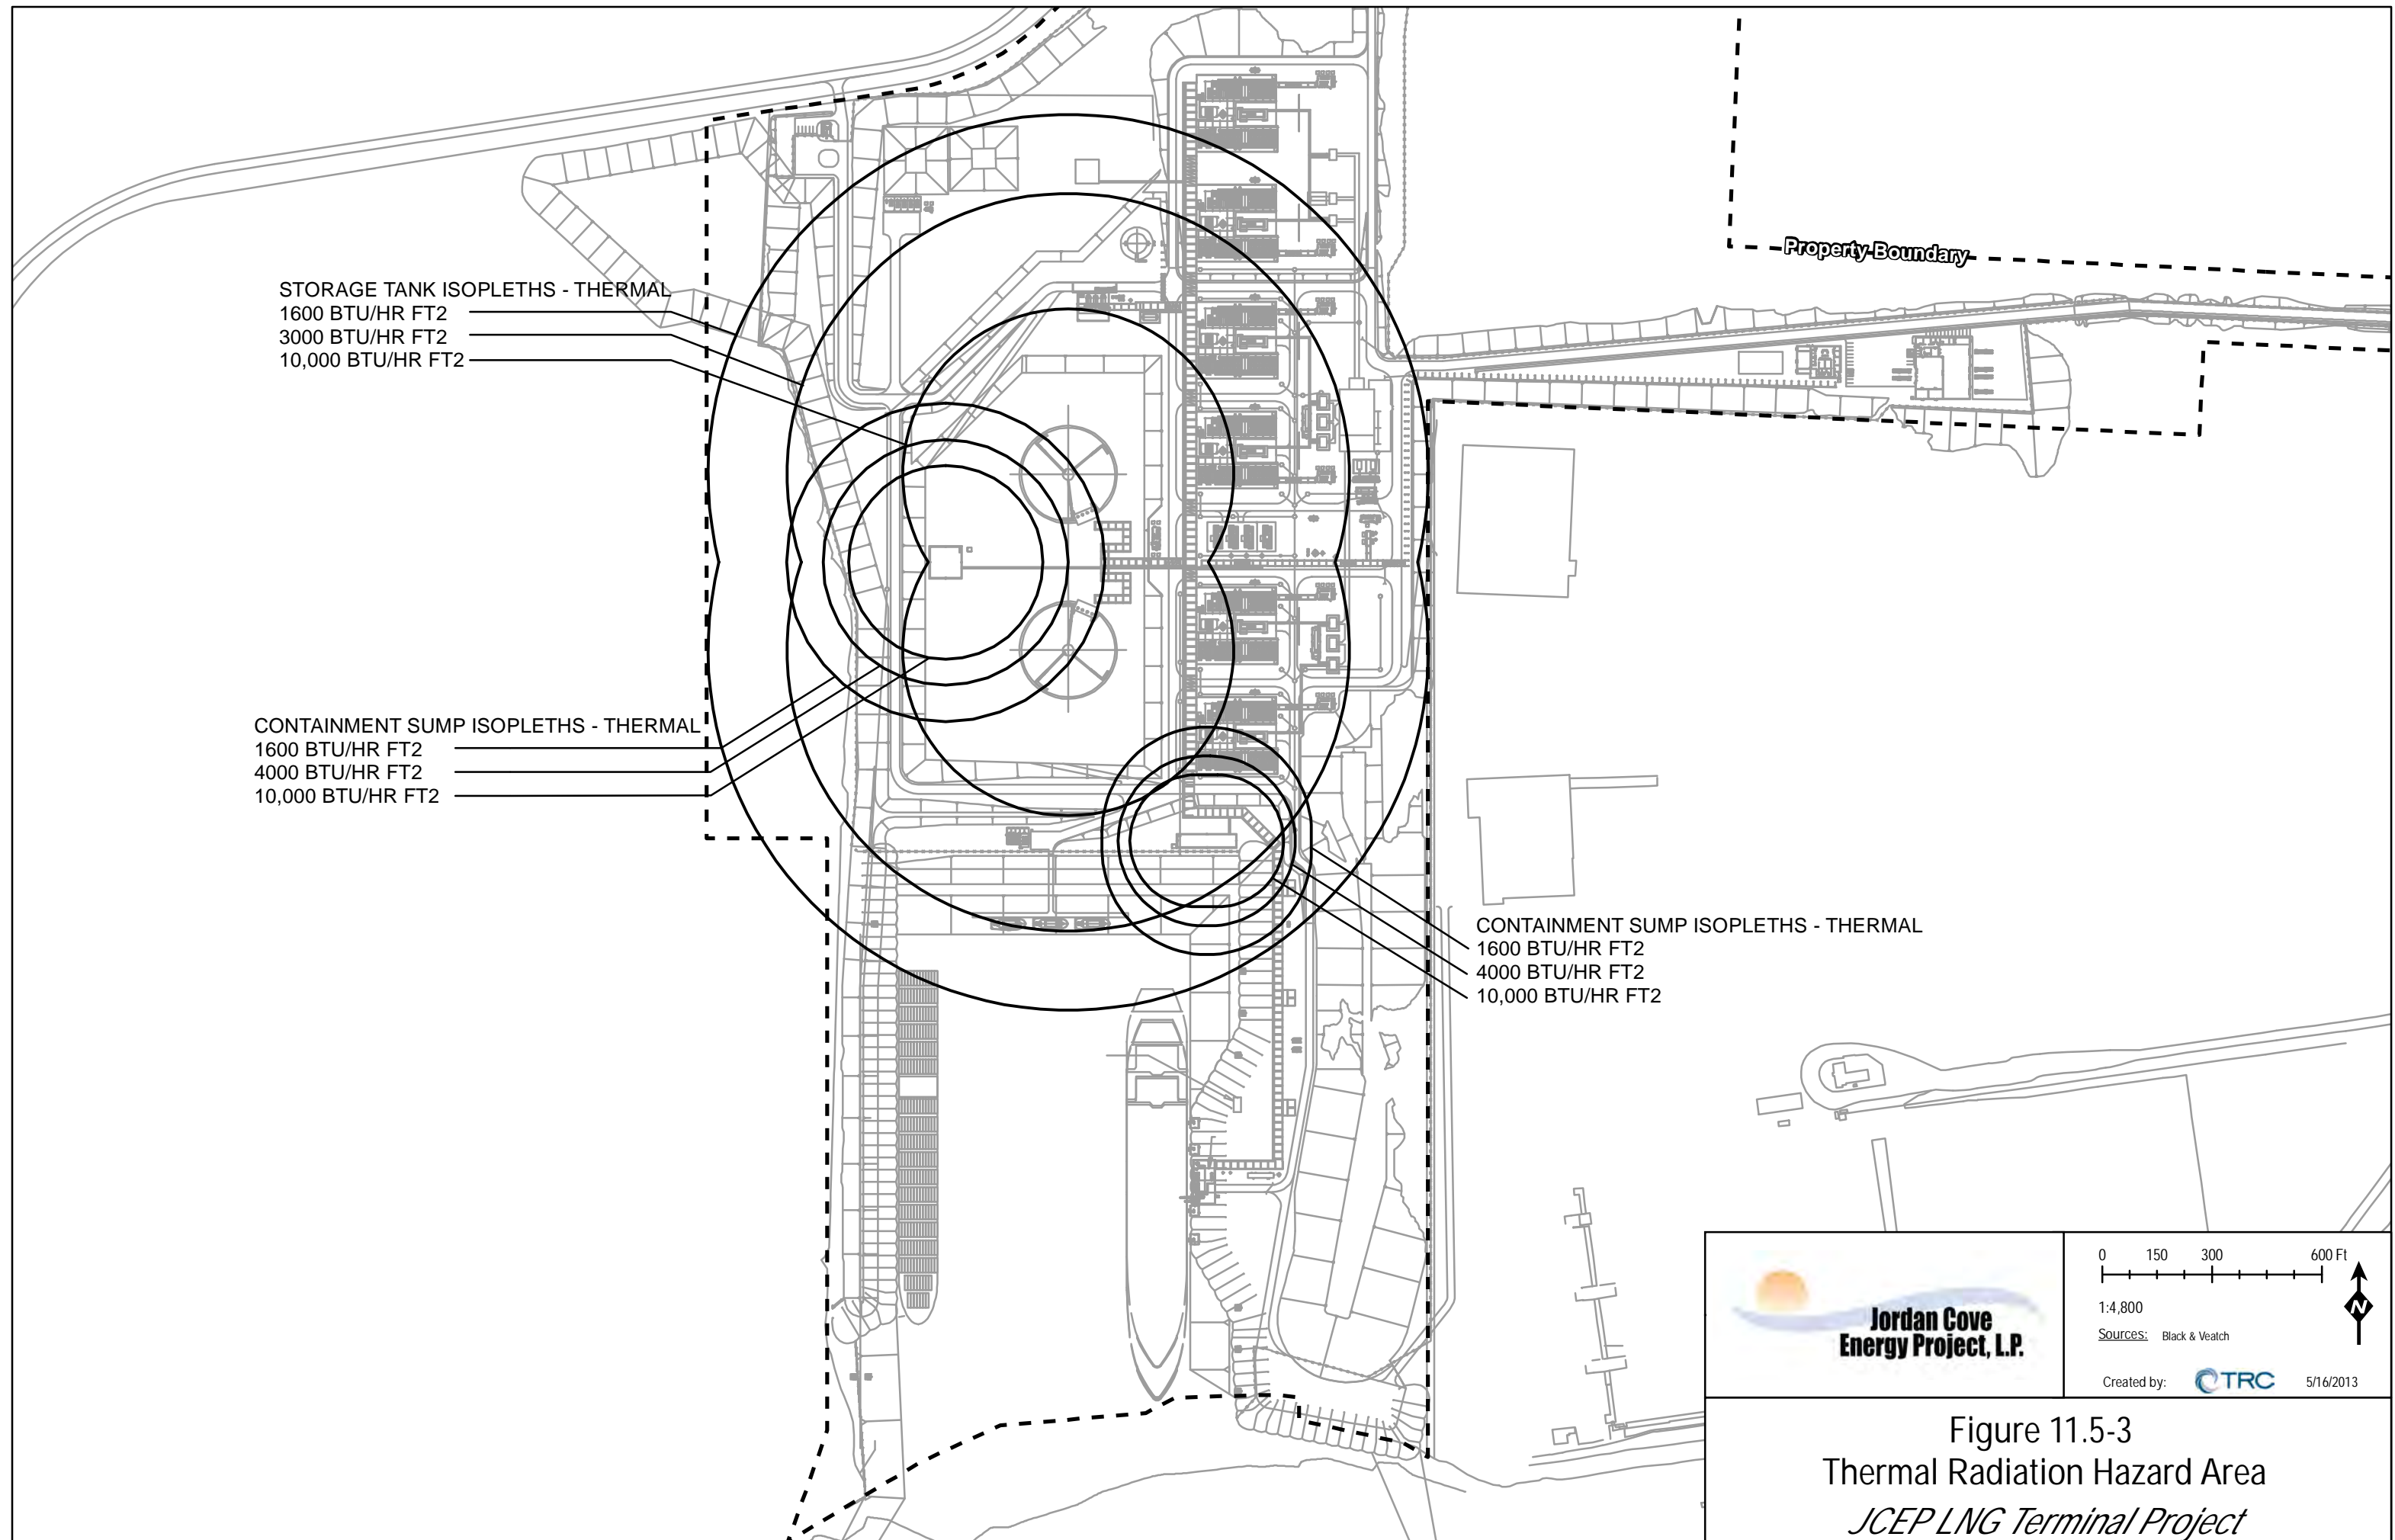 Property Boundary
STORAGE TANK ISOPLETHS - THERMAL
1600 BTU/HR FT2
3000 BTU/HR FT2
10,000 BTU/HR FT2
CONTAINMENT SUMP ISOPLETHS - THERMAL
1600 BTU/HR FT2
4000 BTU/HR FT2
10,000 BTU/HR FT2
CONTAINMENT SUMP ISOPLETHS - THERMAL
1600 BTU/HR FT2
4000 BTU/HR FT2
10,000 BTU/HR FT2
Jordan Cove
Energy Project, L.P.
0 150 300 600 Ft
1:4,800
N
Sources: Black & Veatch
Created by: TRC 5/16/2013
Figure 11.5-3
Thermal Radiation Hazard Area
JCEP LNG Terminal Project